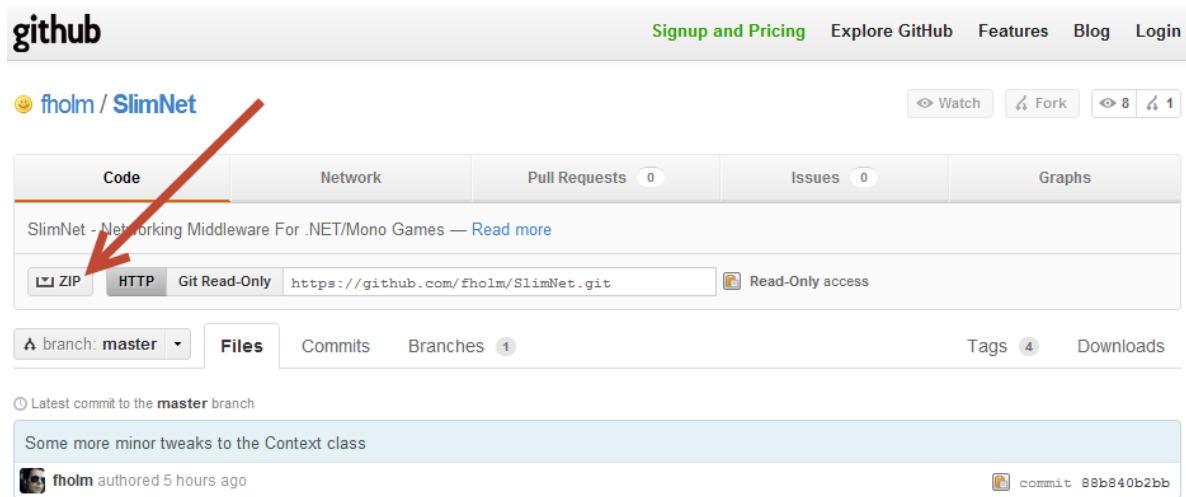 github Signup and Pricing Explore GitHub Features Blog Login
fholm / SlimNet Watch Fork 8 1
Code Network Pull Requests 0 Issues 0 Graphs
SlimNet - Networking Middleware For .NET/Mono Games — Read more
ZIP HTTP Git Read-Only https://github.com/fholm/SlimNet.git Read-Only access
branch: master Files Commits Branches 1 Tags 4 Downloads
Latest commit to the master branch
Some more minor tweaks to the Context class
fholm authored 5 hours ago commit 88b840b2bb